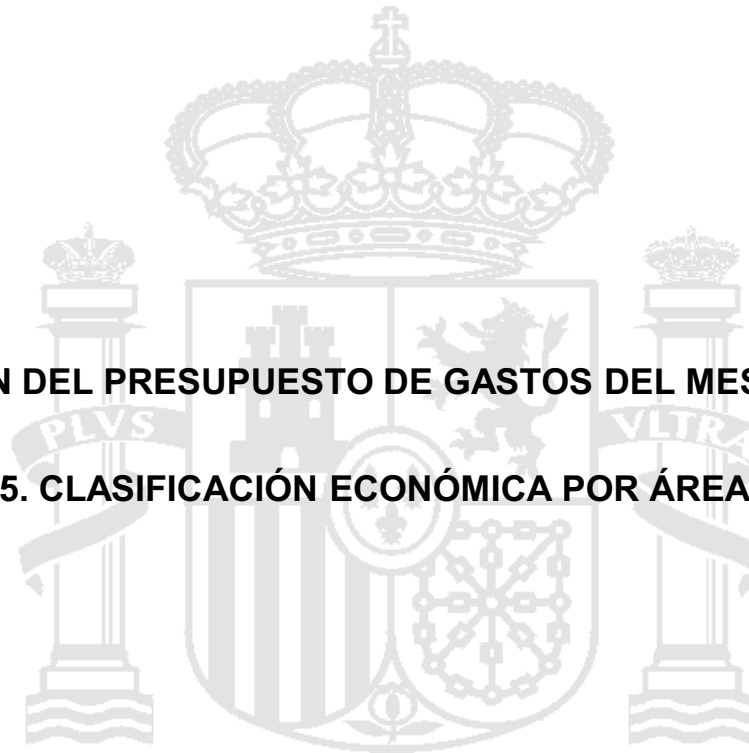 N DEL PRESUPUESTO DE GASTOS DEL MES
PLVS VLTRA
5. CLASIFICACIÓN ECONÓMICA POR ÁREA